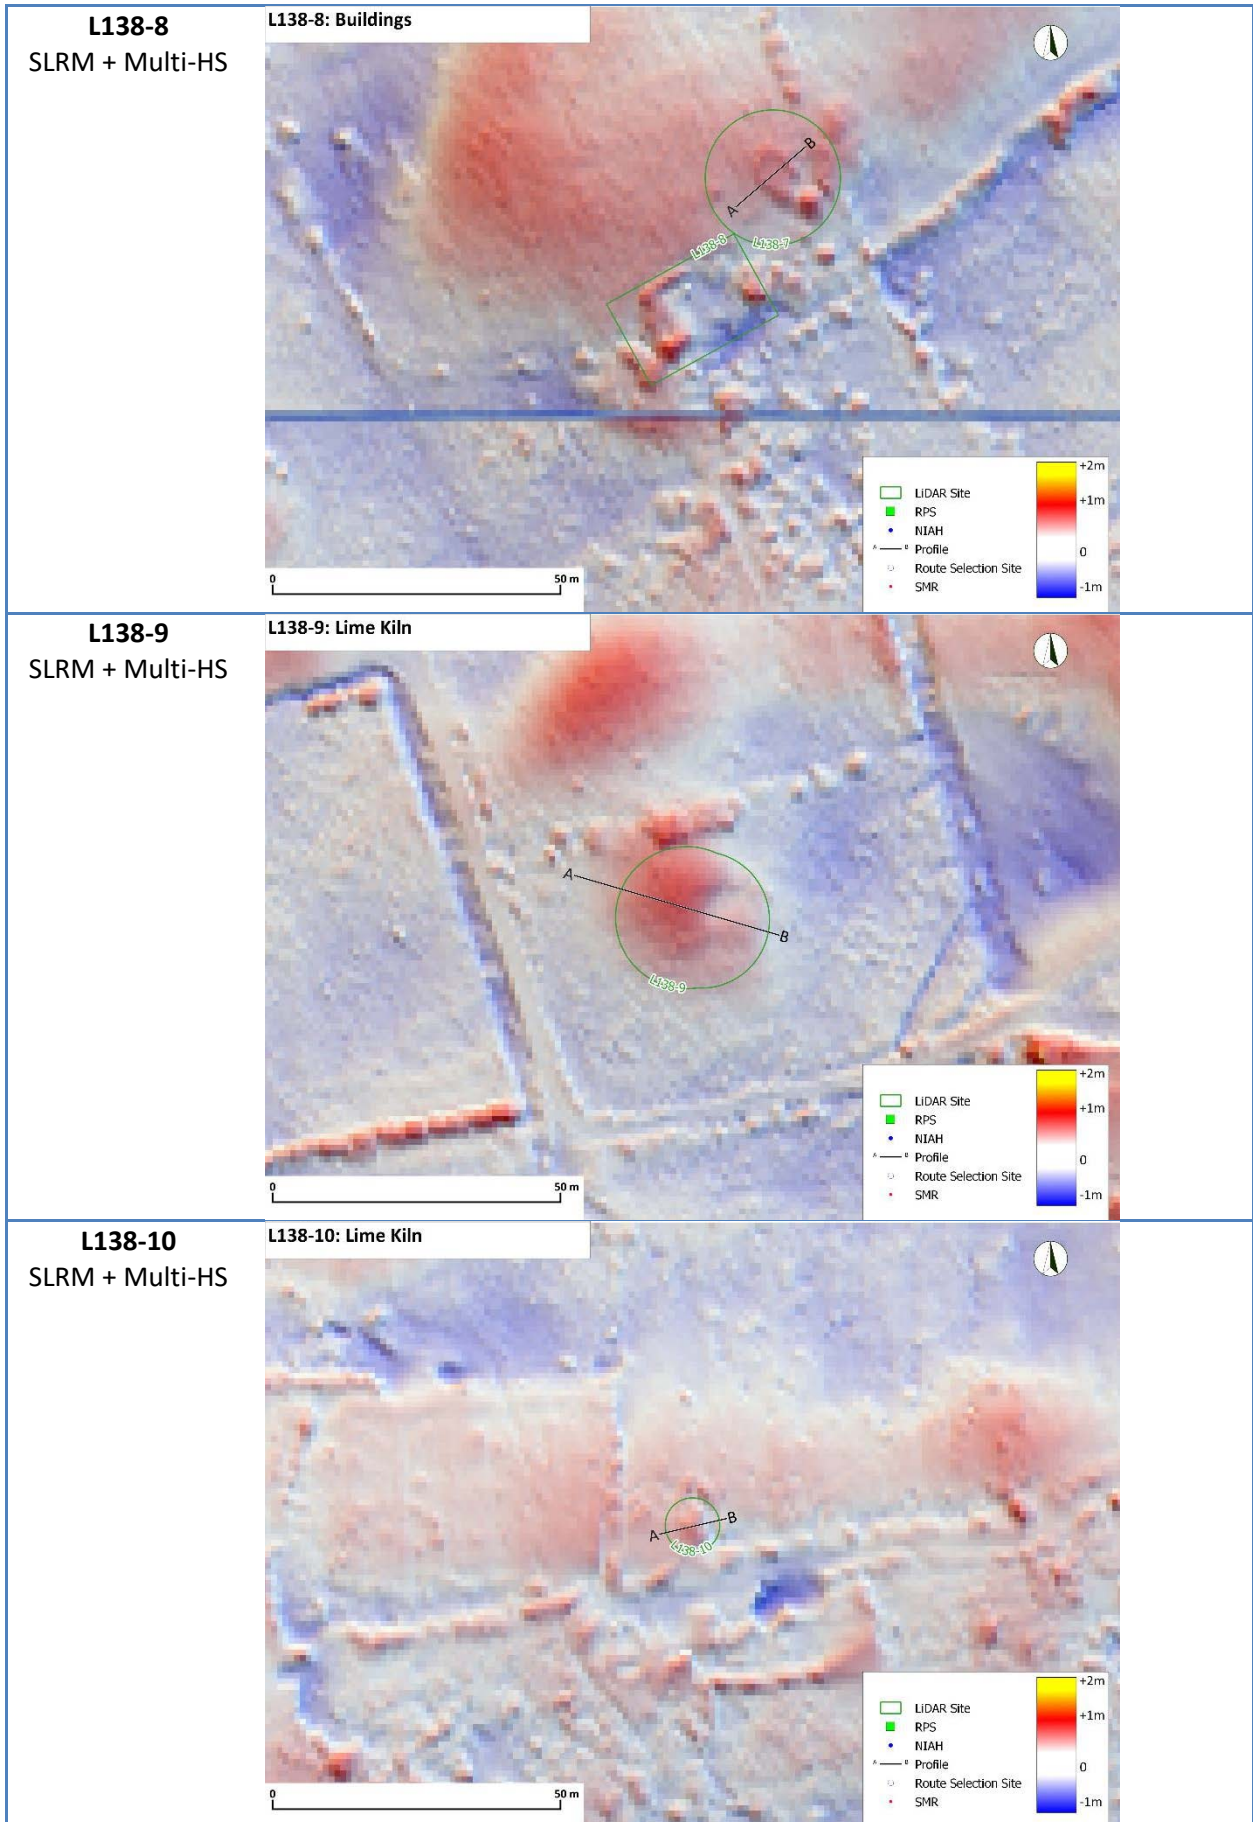 L138-8
SLRM + Multi-HS
L138-8: Buildings
B
A
L138-8
L138-7
LiDAR Site
RPS
NIAH
A B Profile
Route Selection Site
SMR
+2m
+1m
0
-1m
0 50 m
L138-9
SLRM + Multi-HS
L138-9: Lime Kiln
A
B
L138-9
LiDAR Site
RPS
NIAH
A B Profile
Route Selection Site
SMR
+2m
+1m
0
-1m
0 50 m
L138-10
SLRM + Multi-HS
L138-10: Lime Kiln
A
B
L138-10
LiDAR Site
RPS
NIAH
A B Profile
Route Selection Site
SMR
+2m
+1m
0
-1m
0 50 m